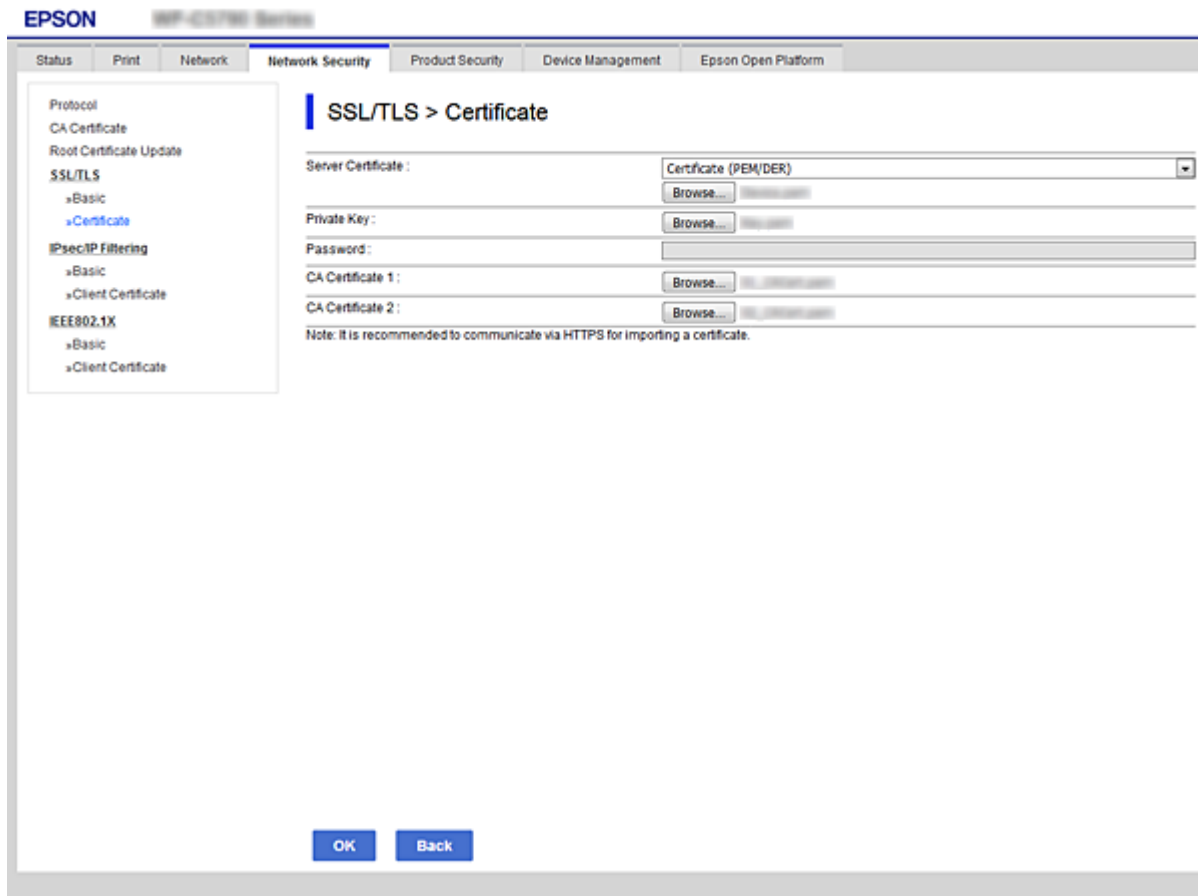 EPSON
Status Print Network Network Security Product Security Device Management Epson Open Platform
Protocol
CA Certificate
Root Certificate Update
SSL/TLS
»Basic
»Certificate
IPsec/IP Filtering
»Basic
»Client Certificate
IEEE802.1X
»Basic
»Client Certificate
SSL/TLS > Certificate
Server Certificate : Certificate (PEM/DER)
Browse...
Private Key : Browse...
Password :
CA Certificate 1 : Browse...
CA Certificate 2 : Browse...
Note: It is recommended to communicate via HTTPS for importing a certificate.
OK Back